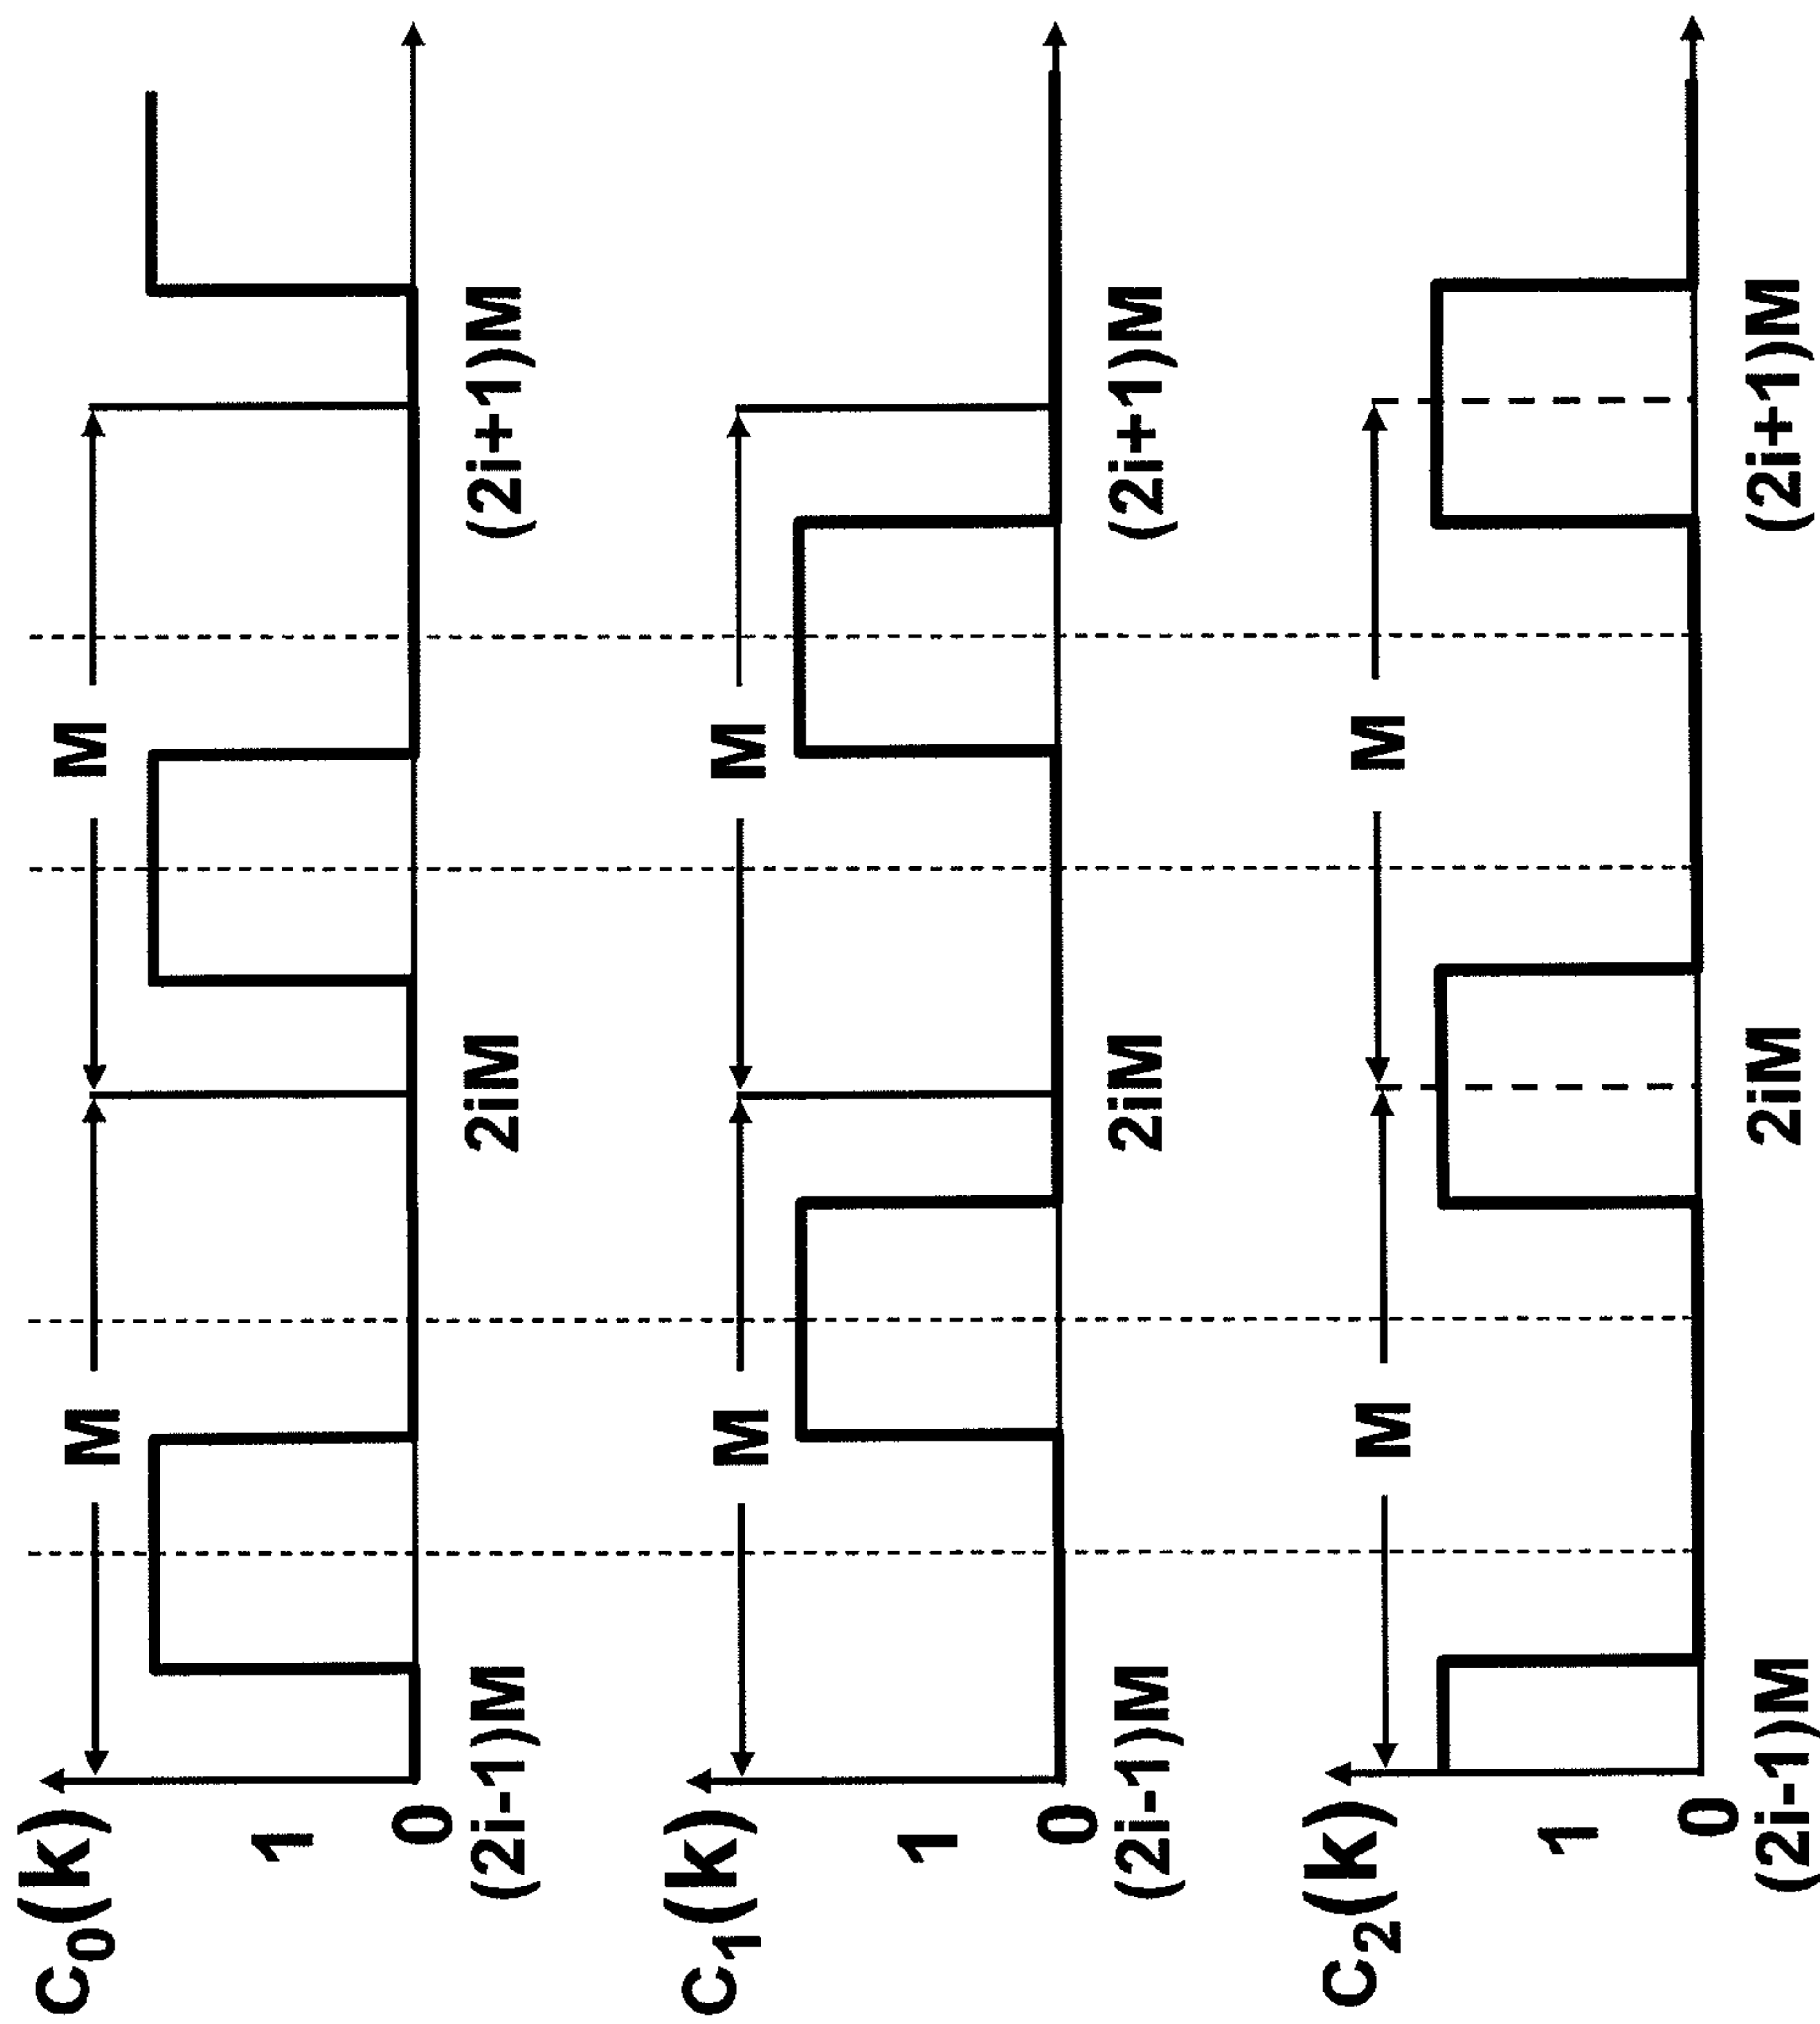 C₀(k) M M
1
0
(2i-1)M 2iM (2i+1)M
C₁(k) M M
1
0
(2i-1)M 2iM (2i+1)M
C₂(k) M M
1
0
(2i-1)M 2iM (2i+1)M